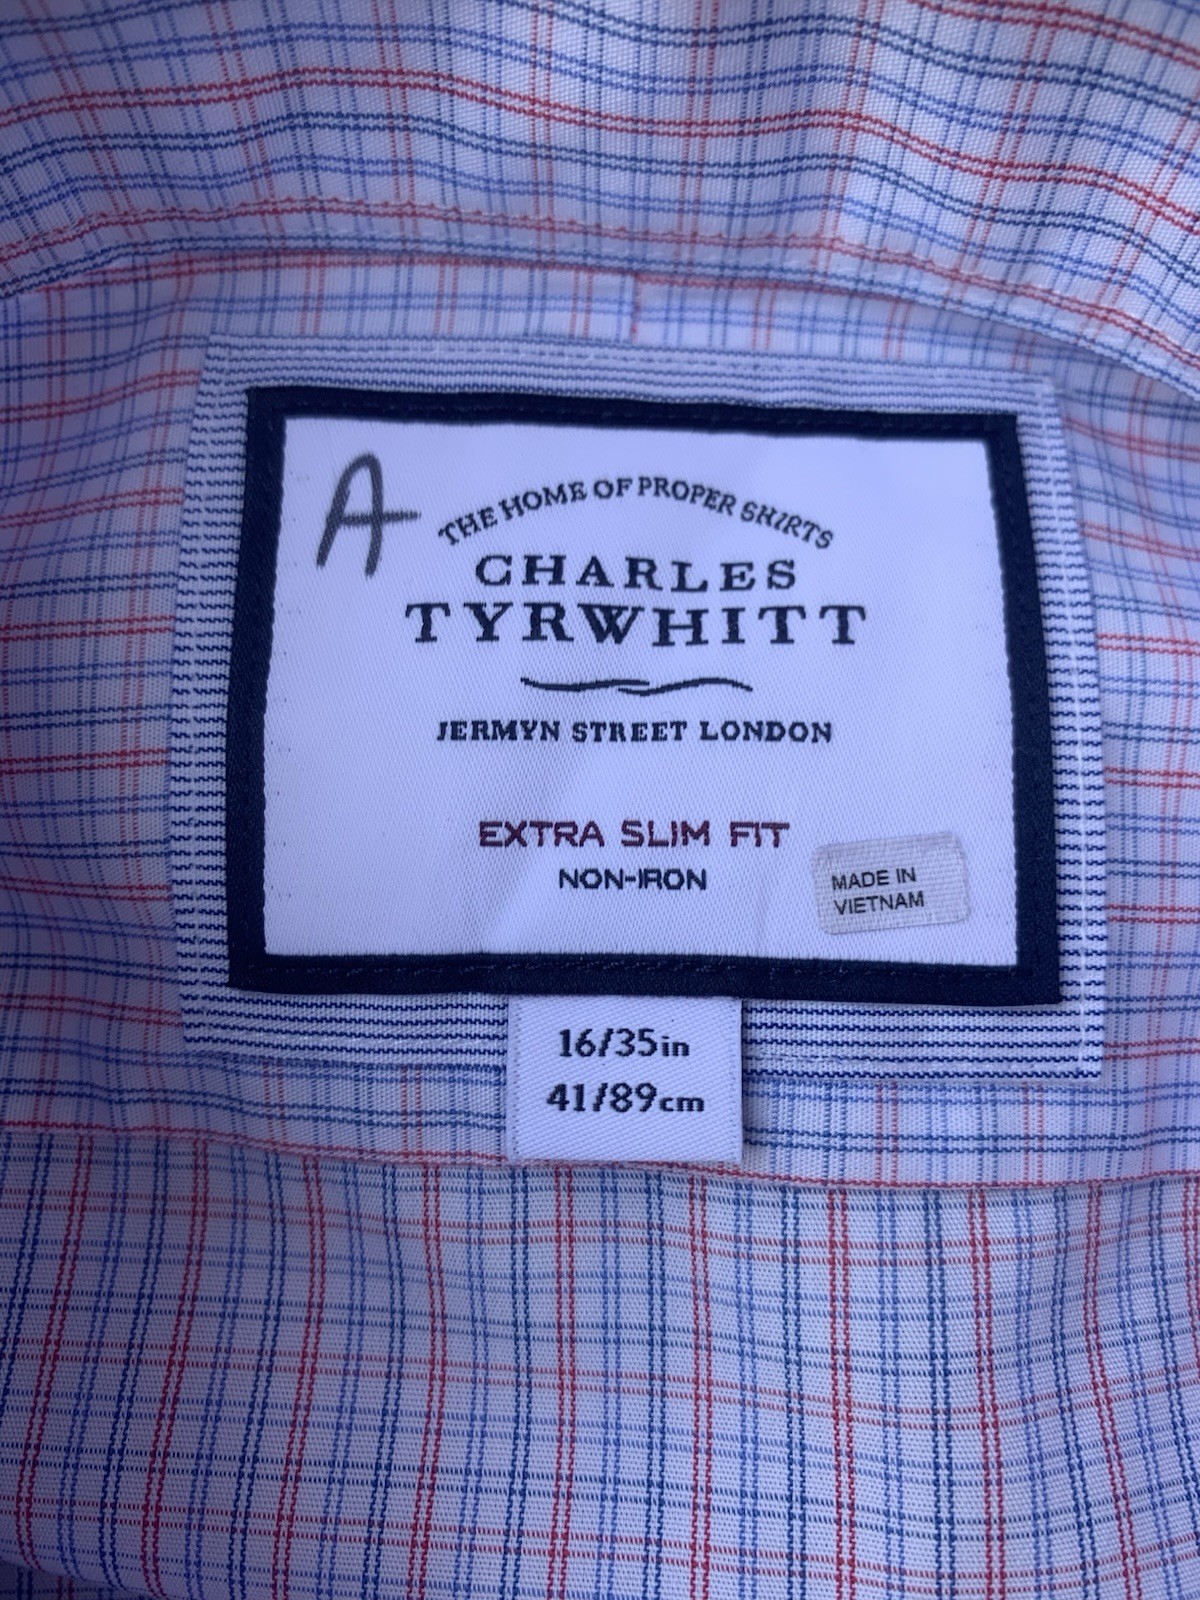 A
THE HOME OF PROPER SHIRTS
CHARLES
TYRWHITT
JERMYN STREET LONDON
EXTRA SLIM FIT
NON-IRON
MADE IN
VIETNAM
16/35in
41/89cm